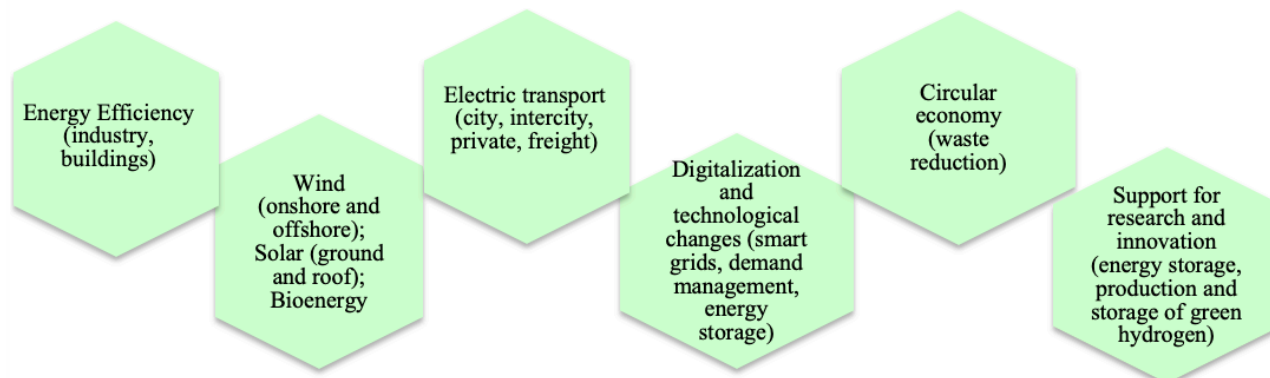 Energy Efficiency
(industry,
buildings)
Wind
(onshore and
offshore);
Solar (ground
and roof);
Bioenergy
Electric transport
(city, intercity,
private, freight)
Digitalization
and
technological
changes (smart
grids, demand
management,
energy
storage)
Circular
economy
(waste
reduction)
Support for
research and
innovation
(energy storage,
production and
storage of green
hydrogen)